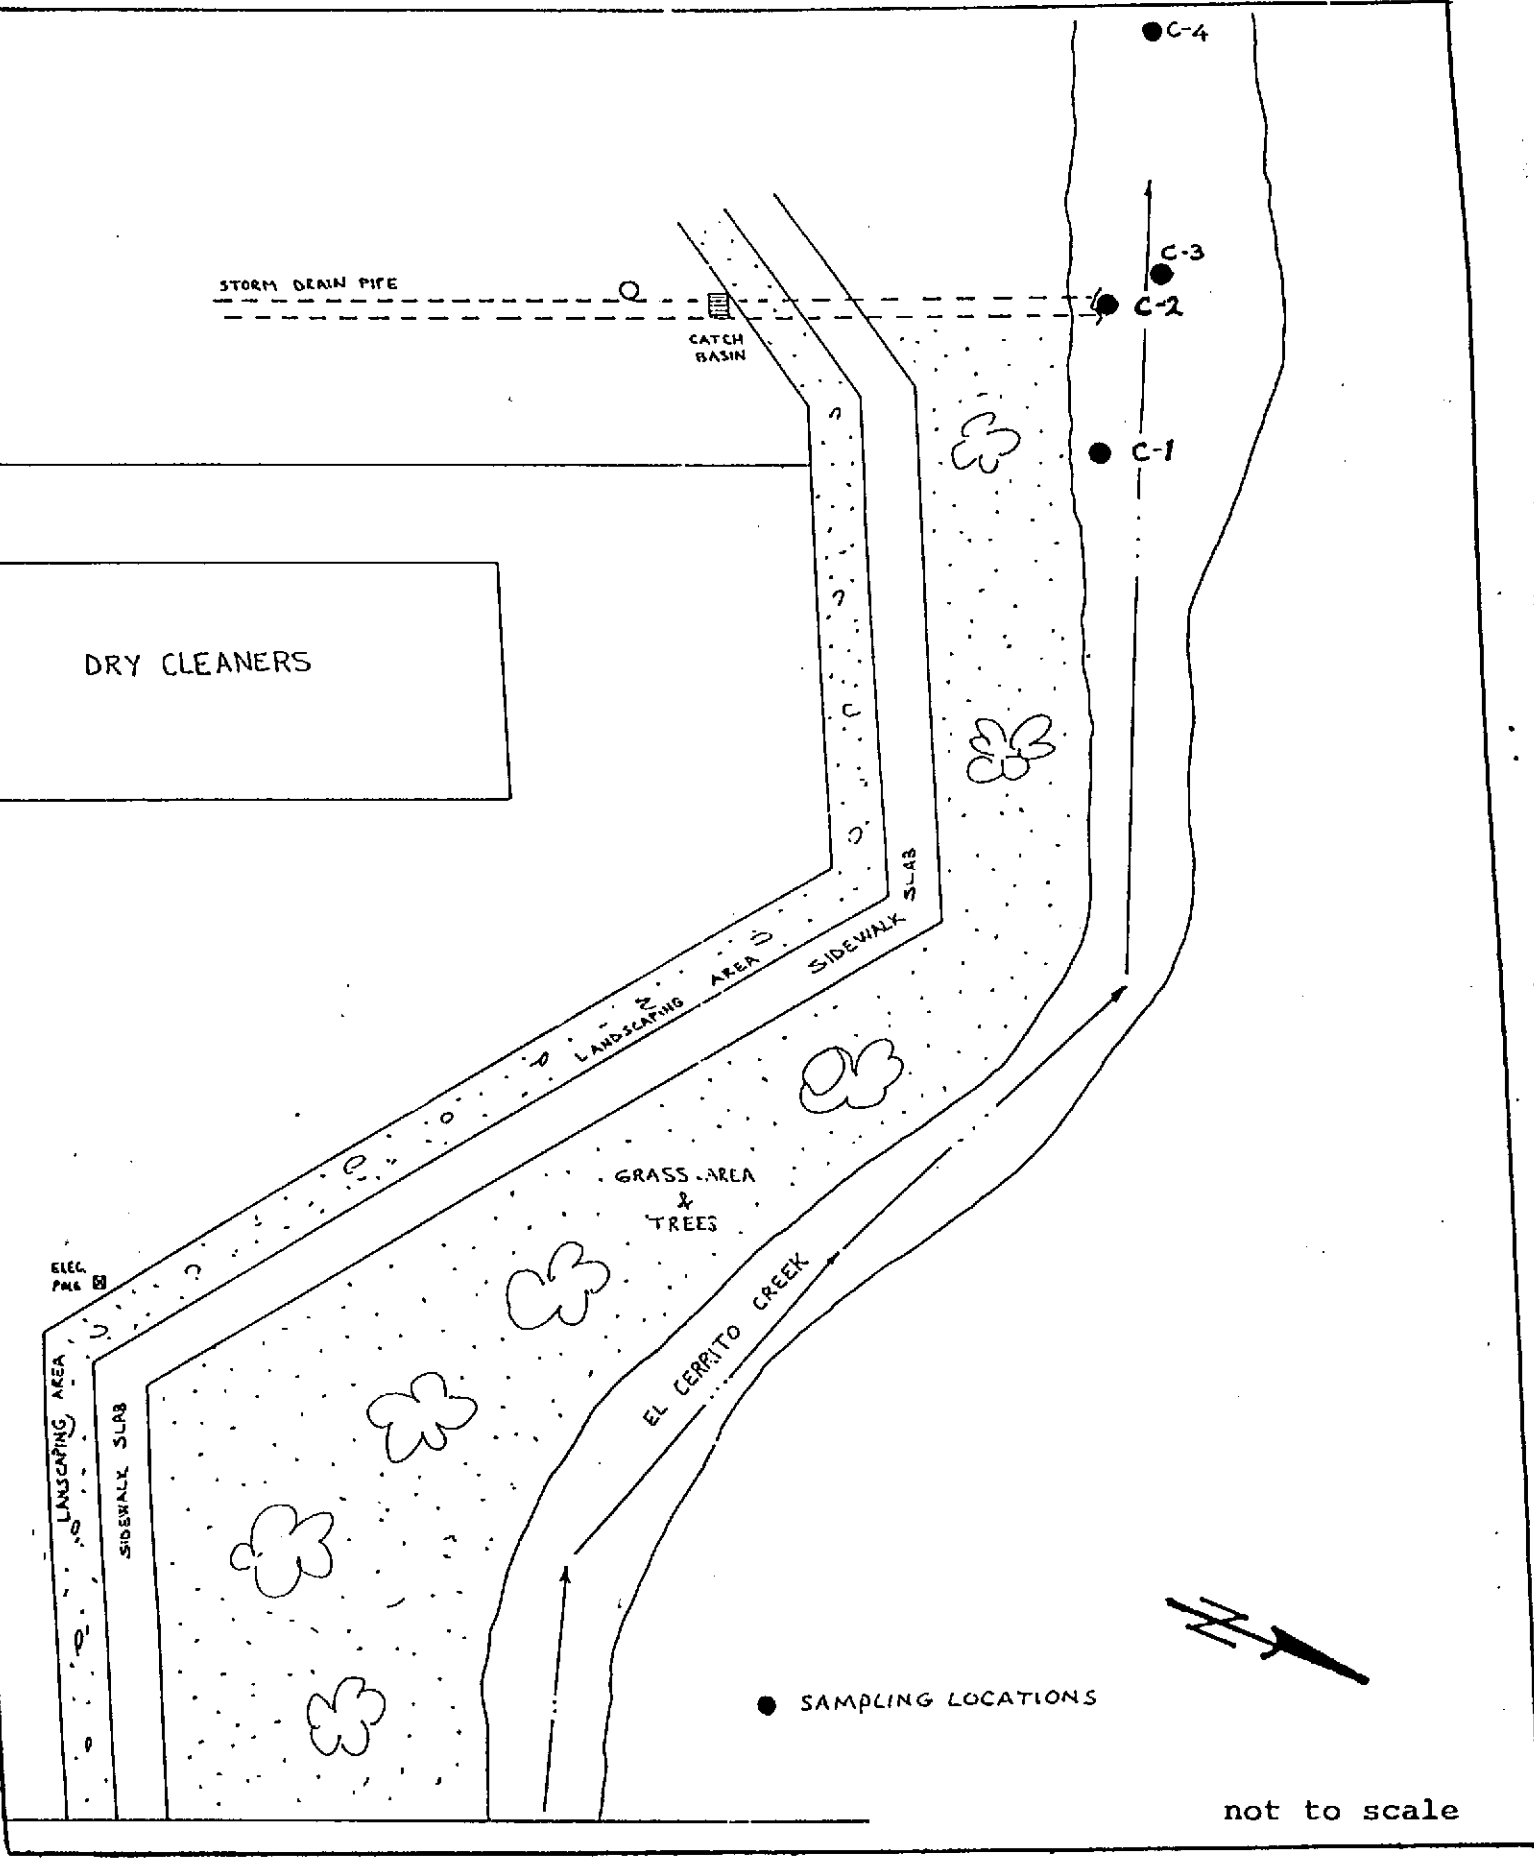 C-4
C-3
STORM DRAIN PIPE
C-2
CATCH
BASIN
C-1
DRY CLEANERS
SLAB
SIDEWALK
LANDSCAPING AREA
GRASS AREA
&
TREES
ELEC.
EL CERRITO CREEK
LANSCAPING AREA
SIDEWALK SLAB
N
SAMPLING LOCATIONS
not to scale